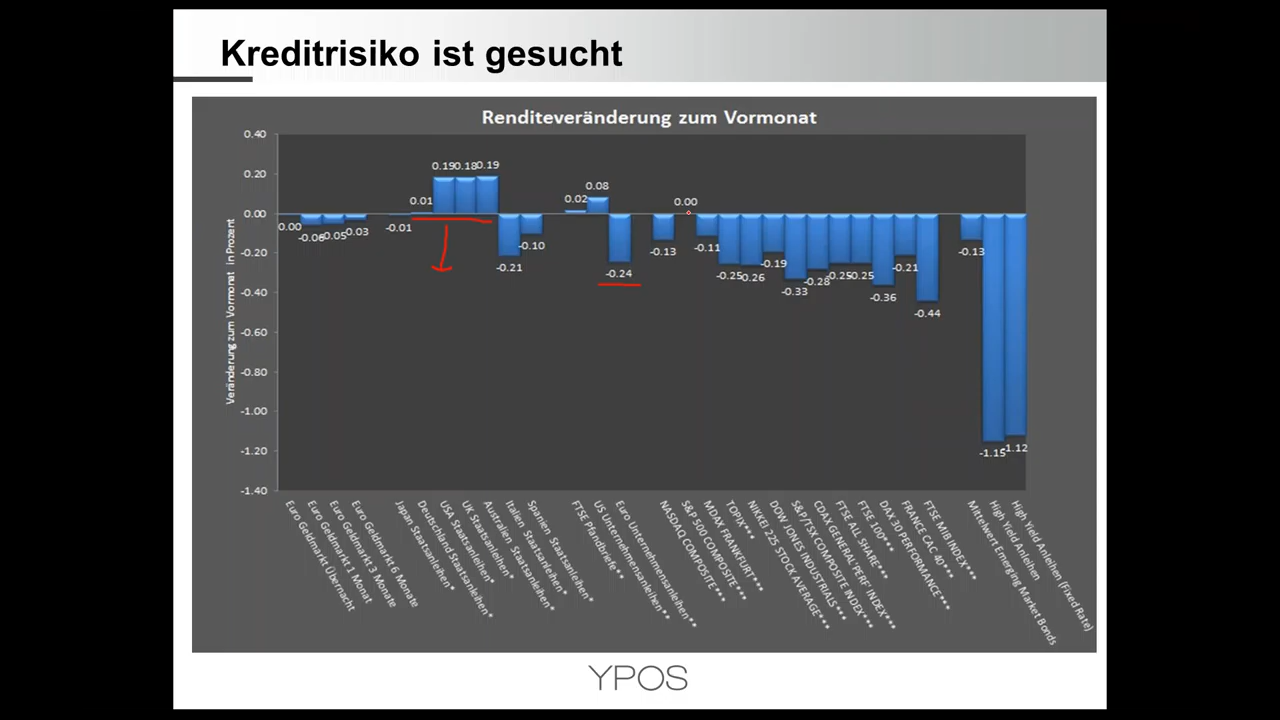 Kreditrisiko ist gesucht
Renditeveränderung zum Vormonat
Veränderung zum Vormonat in Prozent
0.40
0.20
0.00
-0.20
-0.40
-0.60
-0.80
-1.00
-1.20
-1.40
0.00
-0.06
-0.05
-0.03
-0.01
0.01
0.19
0.18
0.19
-0.21
-0.10
0.02
0.08
-0.24
-0.13
0.00
-0.11
-0.25
-0.26
-0.19
-0.33
-0.28
-0.25
-0.25
-0.36
-0.21
-0.44
-0.13
-1.15
-1.12
Euro Geldmarkt Übernacht
Euro Geldmarkt 1 Monat
Euro Geldmarkt 3 Monate
Euro Geldmarkt 6 Monate
Japan Staatsanleihen*
Deutschland Staatsanleihen*
USA Staatsanleihen*
UK Staatsanleihen*
Australien Staatsanleihen*
Italien Staatsanleihen*
Spanien Staatsanleihen*
FTSE Pfandbriefe**
US Unternehmensanleihen**
Euro Unternehmensanleihen**
NASDAQ COMPOSITE***
S&P 500 COMPOSITE***
MDAX FRANKFURT***
TOPIX***
NIKKEI 225 STOCK AVERAGE***
DOW JONES INDUSTRIALS***
S&P/TSX COMPOSITE INDEX***
CDAX GENERAL 'PERF' INDEX***
FTSE ALL SHARE***
FTSE 100***
DAX 30 PERFORMANCE***
FRANCE CAC 40***
FTSE MIB INDEX***
Mittelwert Emerging Market Bonds
High Yield Anleihen
High Yield Anleihen (Fixed Rate)
YPOS